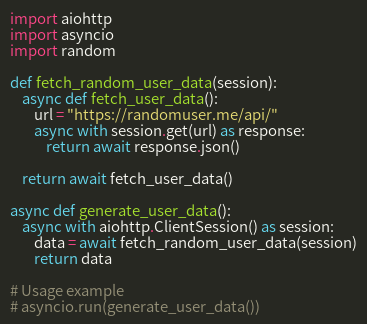 import aiohttp
import asyncio
import random

def fetch_random_user_data(session):
    async def fetch_user_data():
        url = "https://randomuser.me/api/"
        async with session.get(url) as response:
            return await response.json()

    return await fetch_user_data()

async def generate_user_data():
    async with aiohttp.ClientSession() as session:
        data = await fetch_random_user_data(session)
        return data

# Usage example
# asyncio.run(generate_user_data())